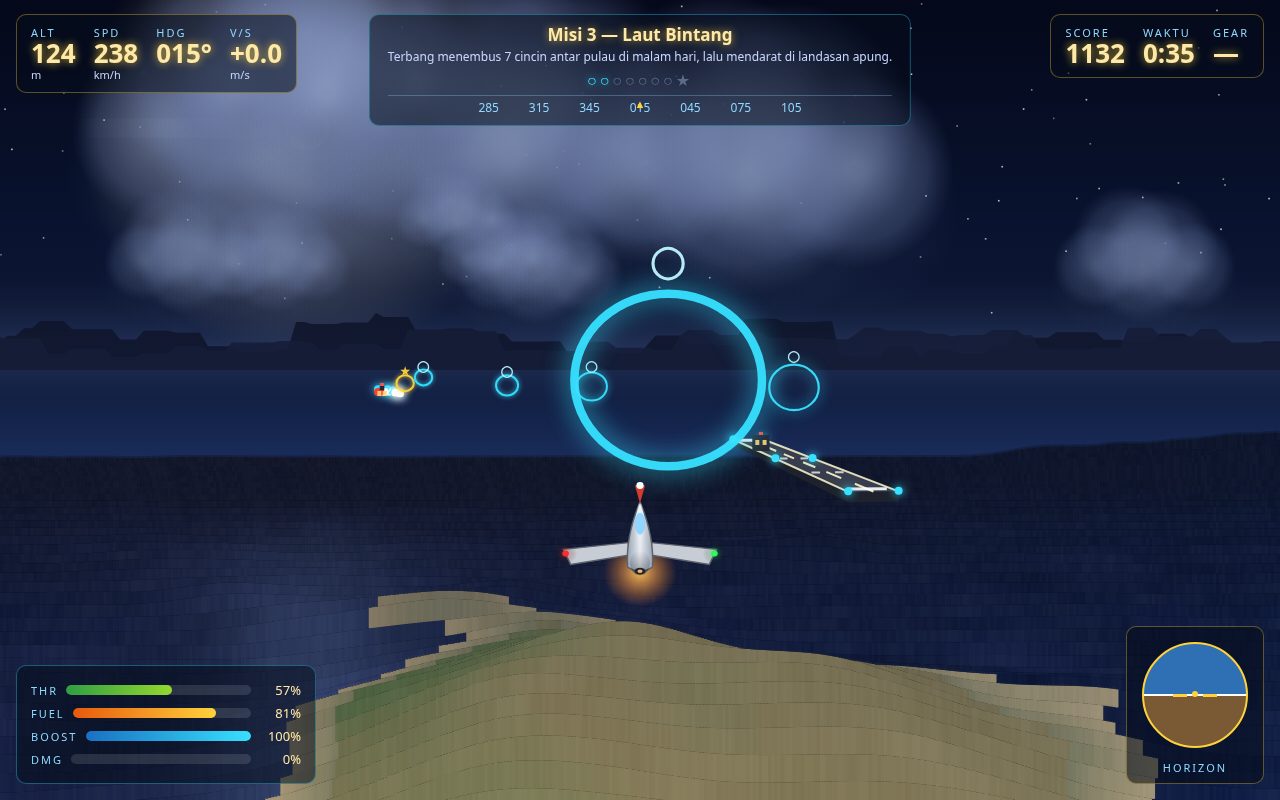 ALT SPD HDG V/S
124 238 015° +0.0
m km/h m/s
Misi 3 — Laut Bintang
Terbang menembus 7 cincin antar pulau di malam hari, lalu mendarat di landasan apung.
○○○○○○○★
285 315 345 015 045 075 105
SCORE WAKTU GEAR
1132 0:35 —
THR 57%
FUEL 81%
BOOST 100%
DMG 0%
HORIZON